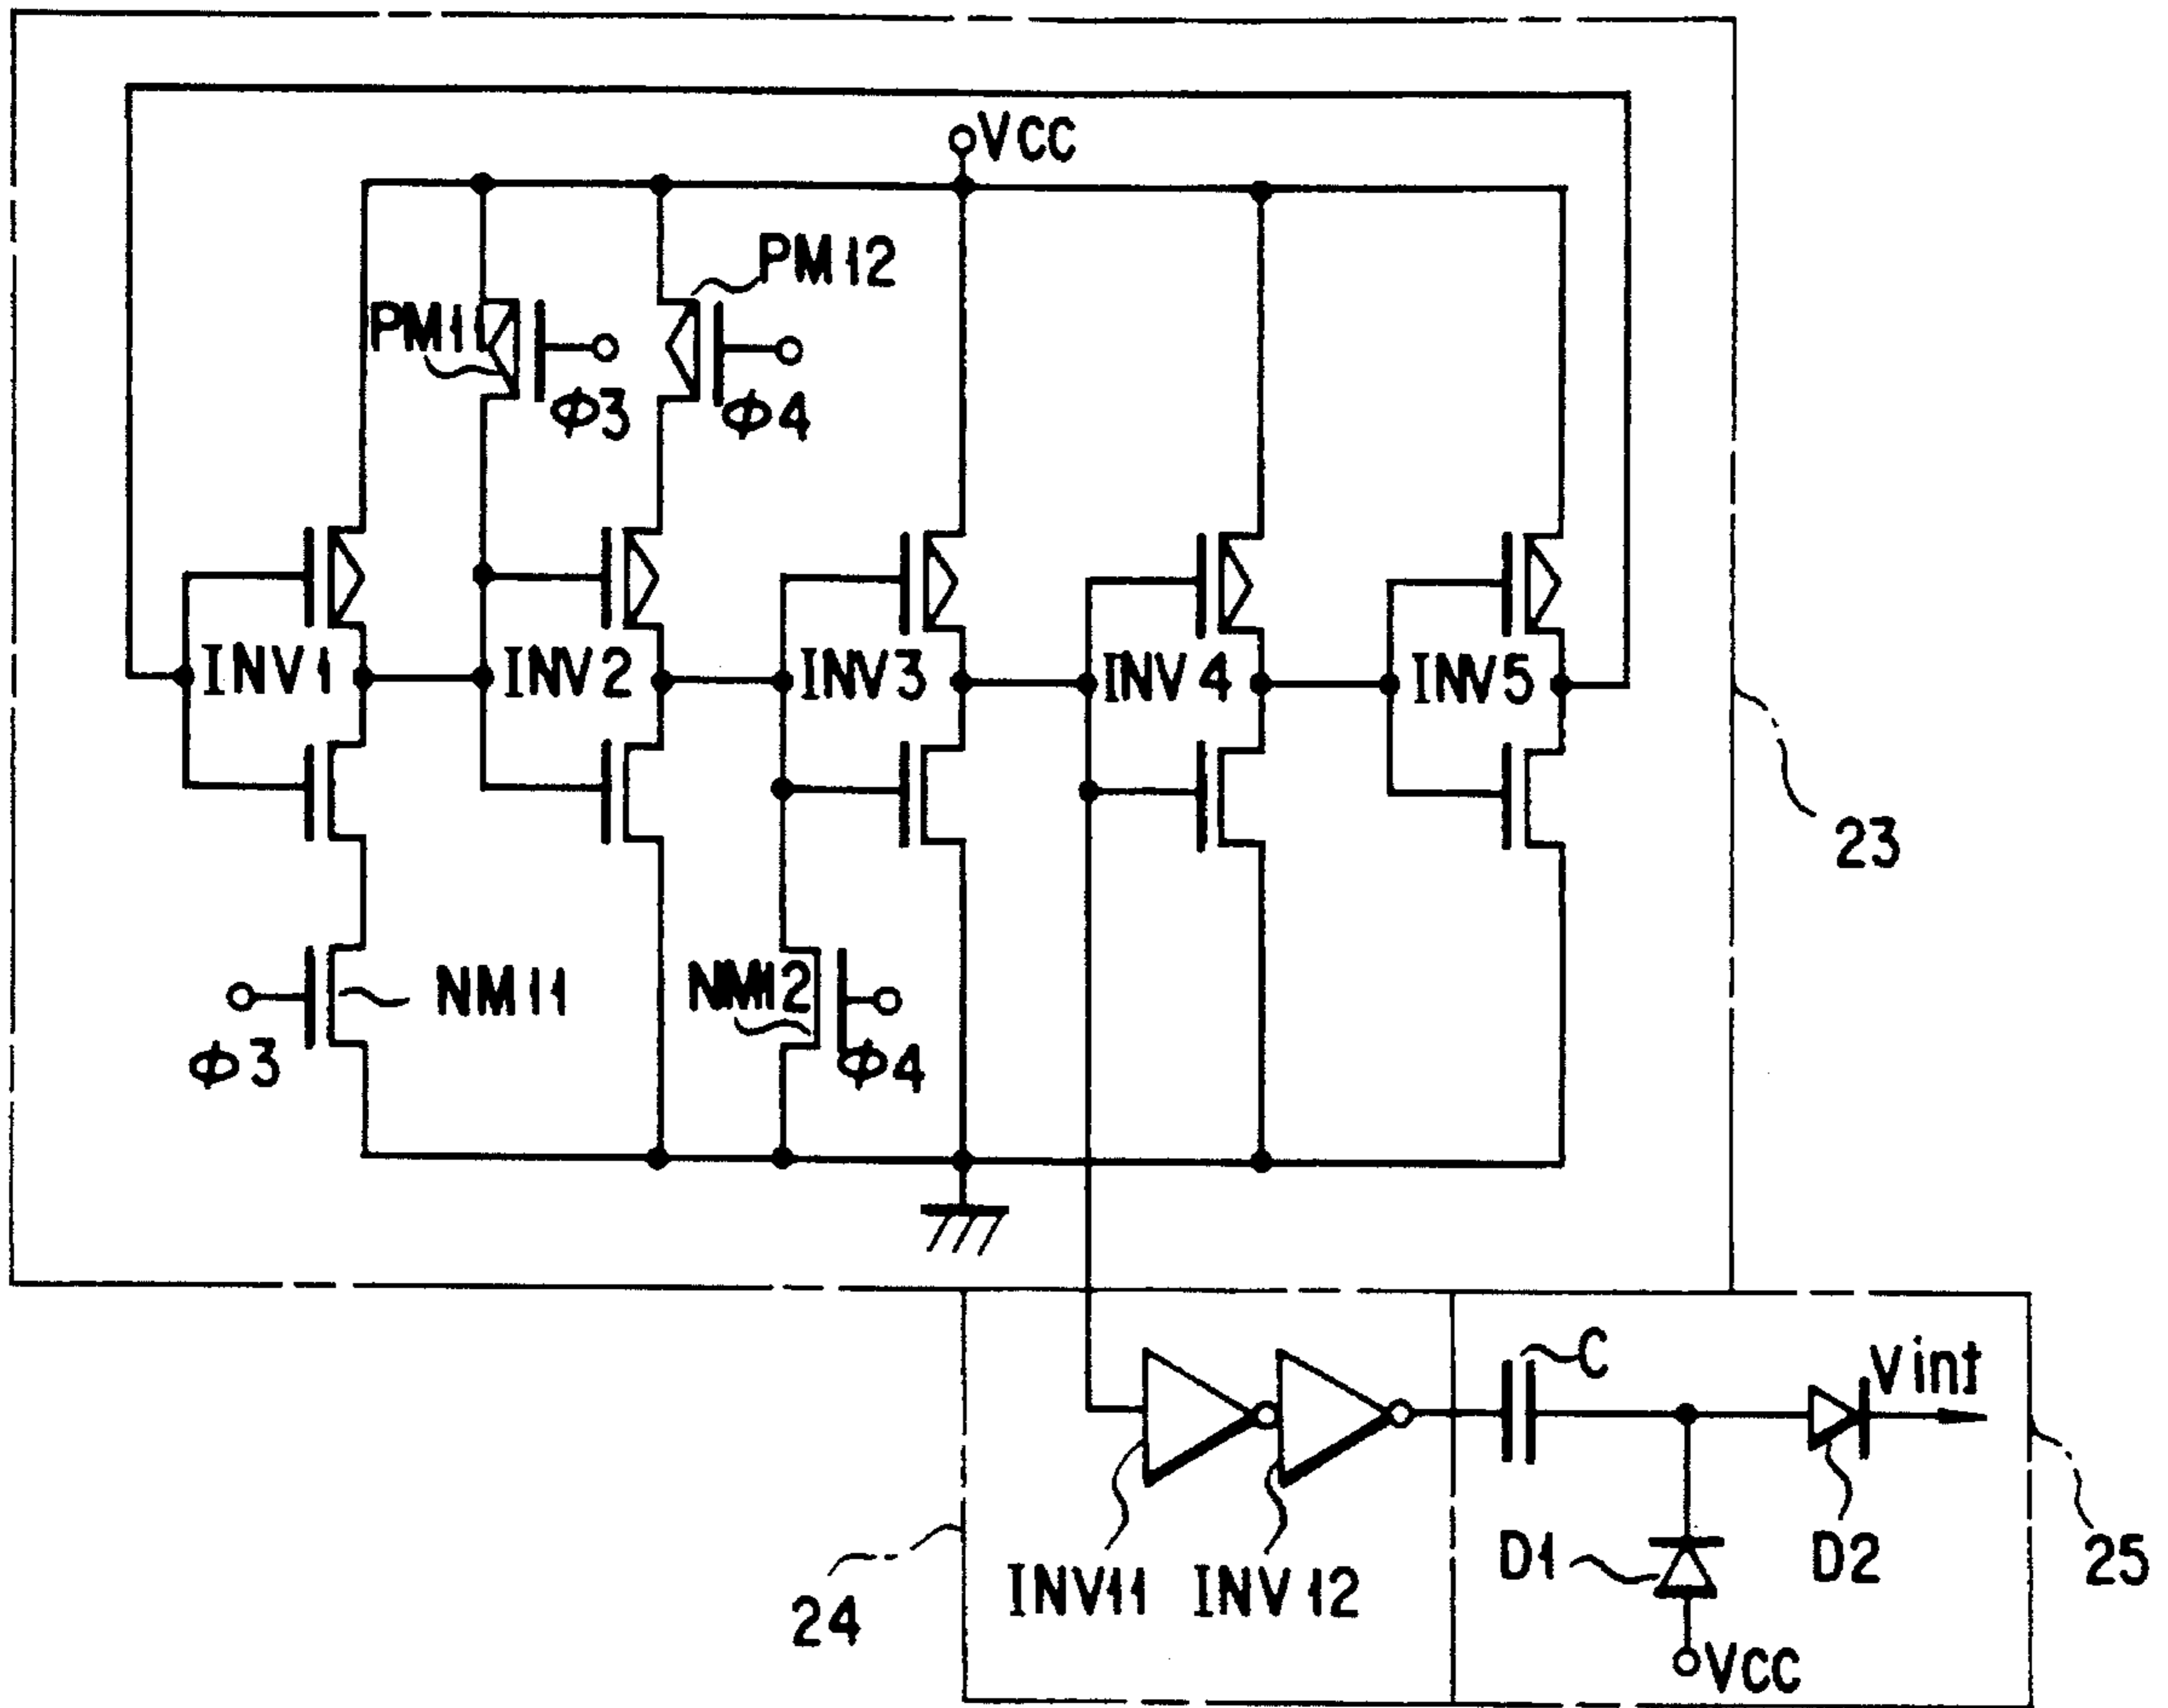 VCC
PM12
PM11
Φ3
Φ4
INV1
INV2
INV3
INV4
INV5
23
NM11
NM12
Φ3
Φ4
C
Vint
D1
D2
25
INV11
INV12
24
VCC